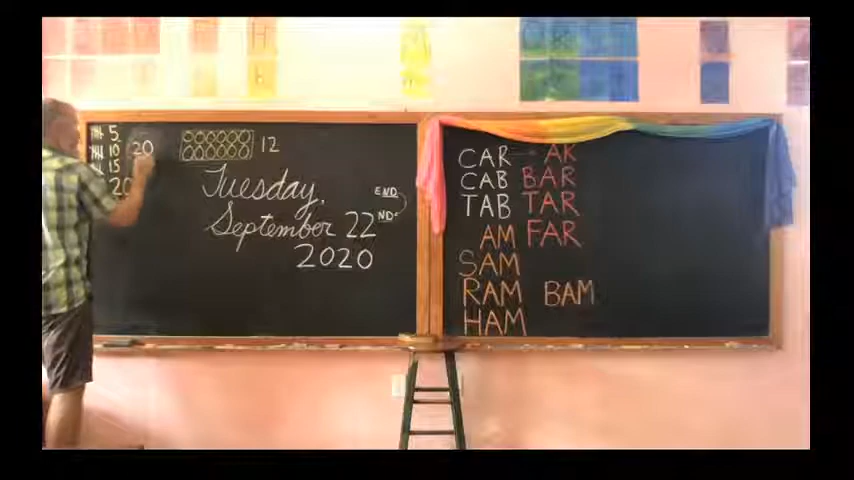 5
10
15
20
20
12
Tuesday,
September 22
2020
END
ND.
CAR AR
CAB BAR
TAB TAR
AM FAR
SAM
RAM BAM
HAM